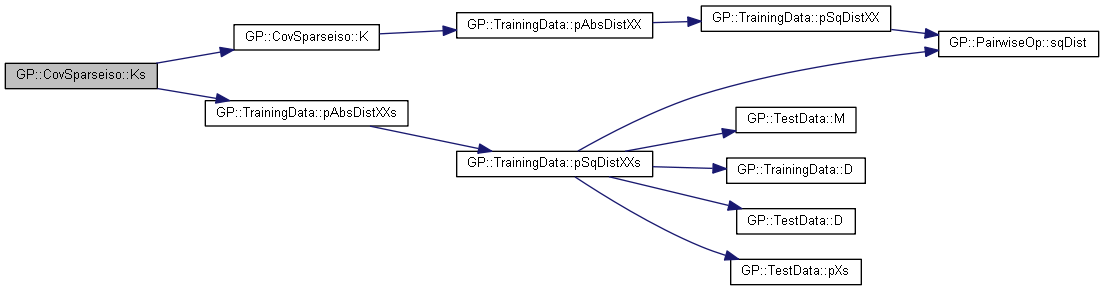 GP::CovSparseiso::Ks
GP::CovSparseiso::K
GP::TrainingData::pAbsDistXX
GP::TrainingData::pSqDistXX
GP::PairwiseOp::sqDist
GP::TrainingData::pAbsDistXXs
GP::TrainingData::pSqDistXXs
GP::TestData::M
GP::TrainingData::D
GP::TestData::D
GP::TestData::pXs